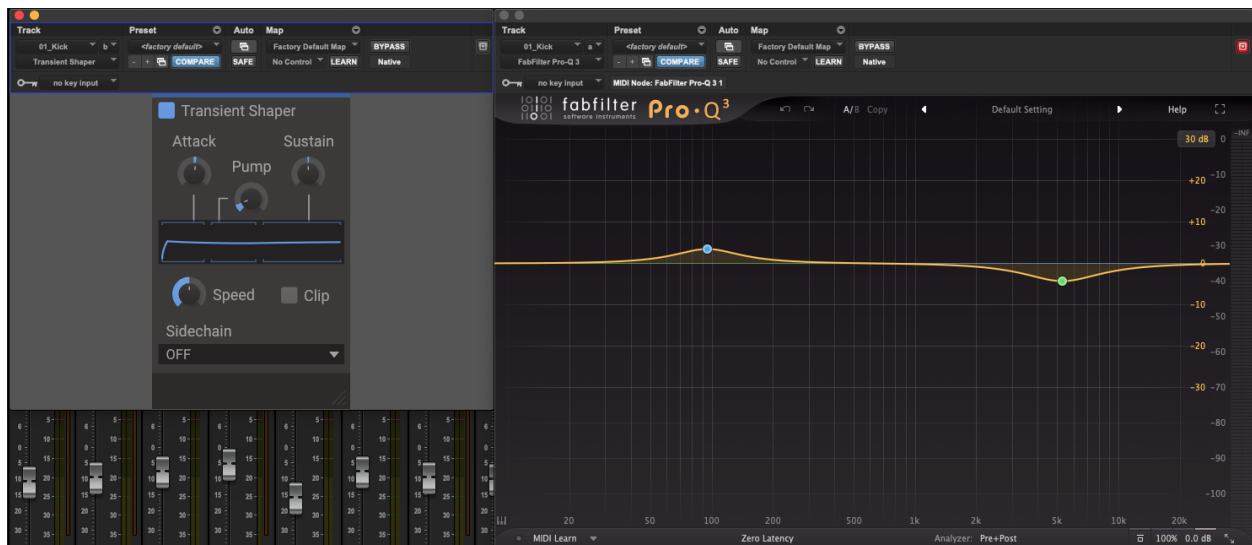 Track Preset Auto Map
01_Kick b <factory default> Factory Default Map BYPASS
Transient Shaper - + COMPARE SAFE No Control LEARN Native
no key input
Transient Shaper
Attack Sustain
Pump
Speed Clip
Sidechain
OFF
Track Preset Auto Map
01_Kick a <factory default> Factory Default Map BYPASS
FabFilter Pro-Q 3 - + COMPARE SAFE No Control LEARN Native
no key input MIDI Node: FabFilter Pro-Q 3 1
fabfilter Pro·Q3 A/B Copy Default Setting Help
software instruments
30 dB 0 -INF
+20 -10
-20
+10
-30
0
-40
-10
-50
-20 -60
-30 -70
-80
-90
-100
20 50 100 200 500 1k 2k 5k 10k 20k
MIDI Learn Zero Latency Analyzer: Pre+Post 100% 0.0 dB